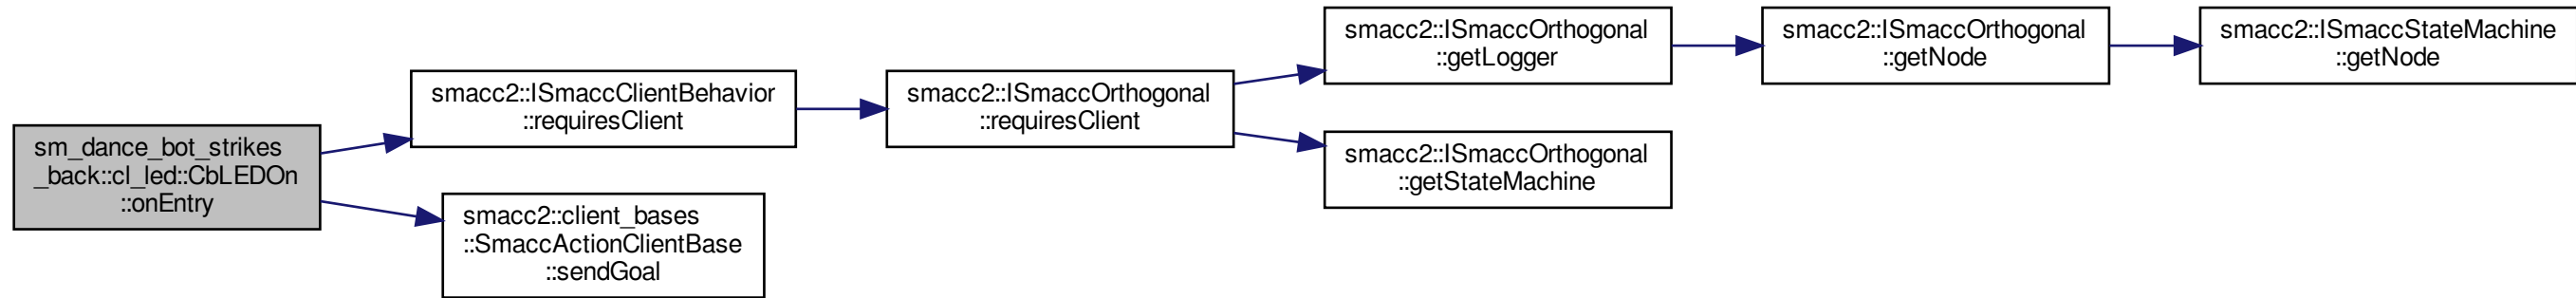 sm_dance_bot_strikes
_back::cl_led::CbLEDOn
::onEntry
smacc2::ISmaccClientBehavior
::requiresClient
smacc2::ISmaccOrthogonal
::requiresClient
smacc2::ISmaccOrthogonal
::getLogger
smacc2::ISmaccOrthogonal
::getNode
smacc2::ISmaccStateMachine
::getNode
smacc2::ISmaccOrthogonal
::getStateMachine
smacc2::client_bases
::SmaccActionClientBase
::sendGoal